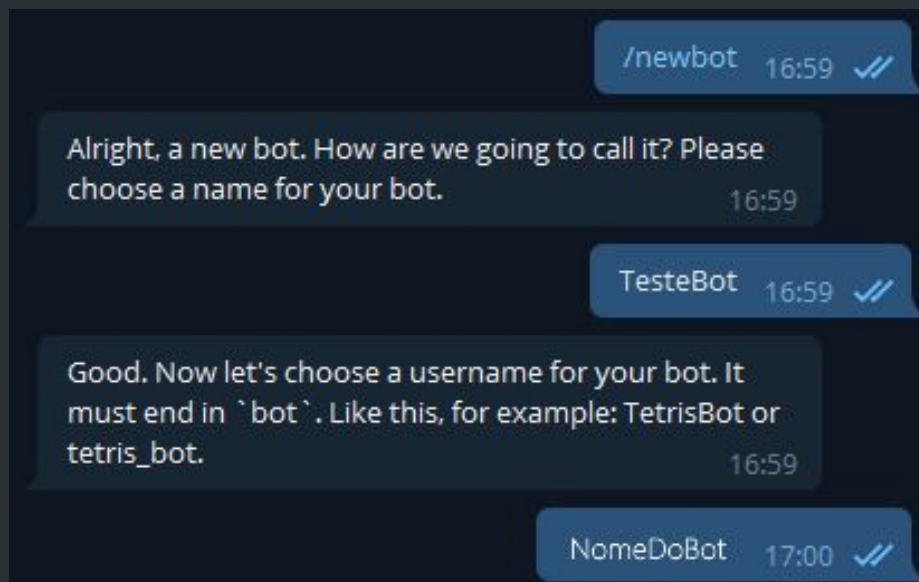 /newbot 16:59
Alright, a new bot. How are we going to call it? Please
choose a name for your bot.
16:59
TesteBot 16:59
Good. Now let's choose a username for your bot. It
must end in `bot`. Like this, for example: TetrisBot or
tetris_bot.
16:59
NomeDoBot 17:00